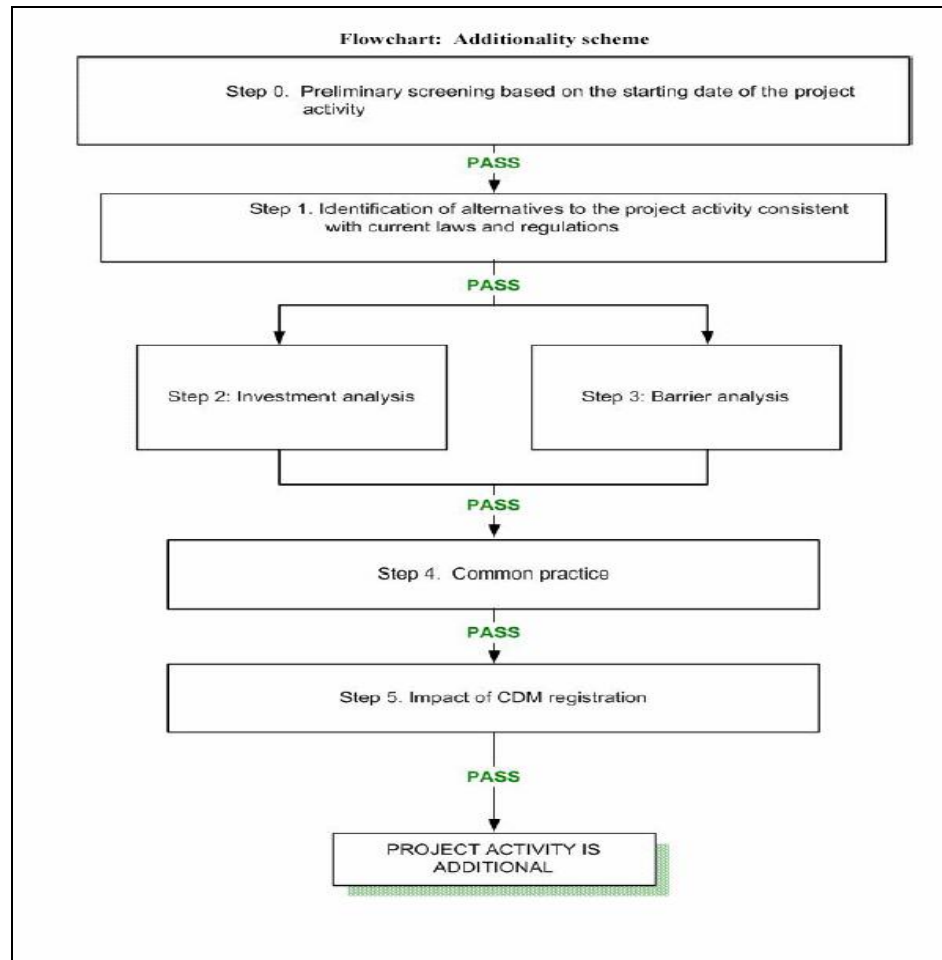 Flowchart: Additionality scheme
Step 0. Preliminary screening based on the starting date of the project
activity
PASS
Step 1. Identification of alternatives to the project activity consistent
with current laws and regulations
PASS
Step 2: Investment analysis
Step 3: Barrier analysis
PASS
Step 4. Common practice
PASS
Step 5. Impact of CDM registration
PASS
PROJECT ACTIVITY IS
ADDITIONAL